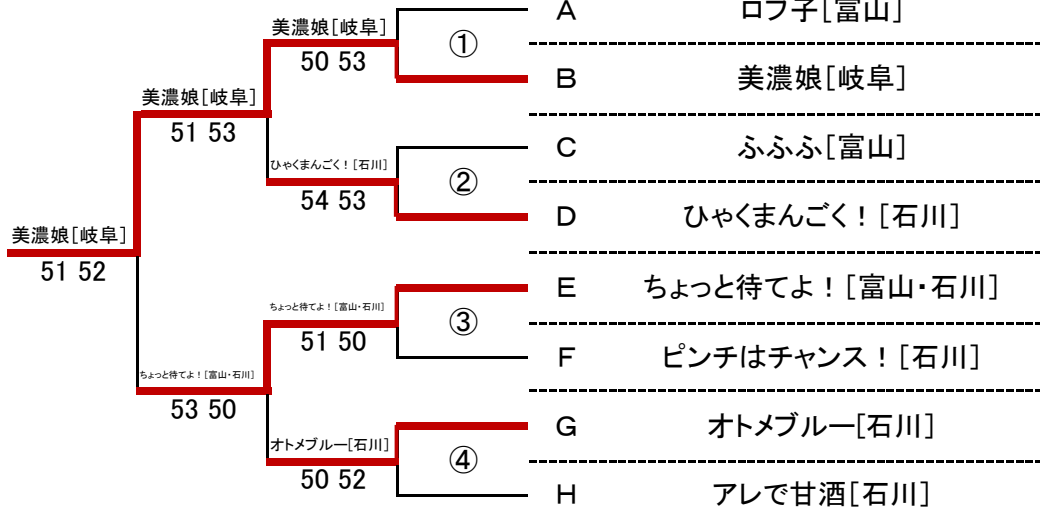 A ロブ子[富山]
美濃娘[岐阜]
50 53
①
B 美濃娘[岐阜]
美濃娘[岐阜]
51 53
C ふふふ[富山]
ひゃくまんごく！[石川]
54 53
②
D ひゃくまんごく！[石川]
美濃娘[岐阜]
51 52
E ちょっと待てよ！[富山・石川]
ちょっと待てよ！[富山・石川]
51 50
③
F ピンチはチャンス！[石川]
ちょっと待てよ！[富山・石川]
53 50
G オトメブルー[石川]
オトメブルー[石川]
50 52
④
H アレで甘酒[石川]